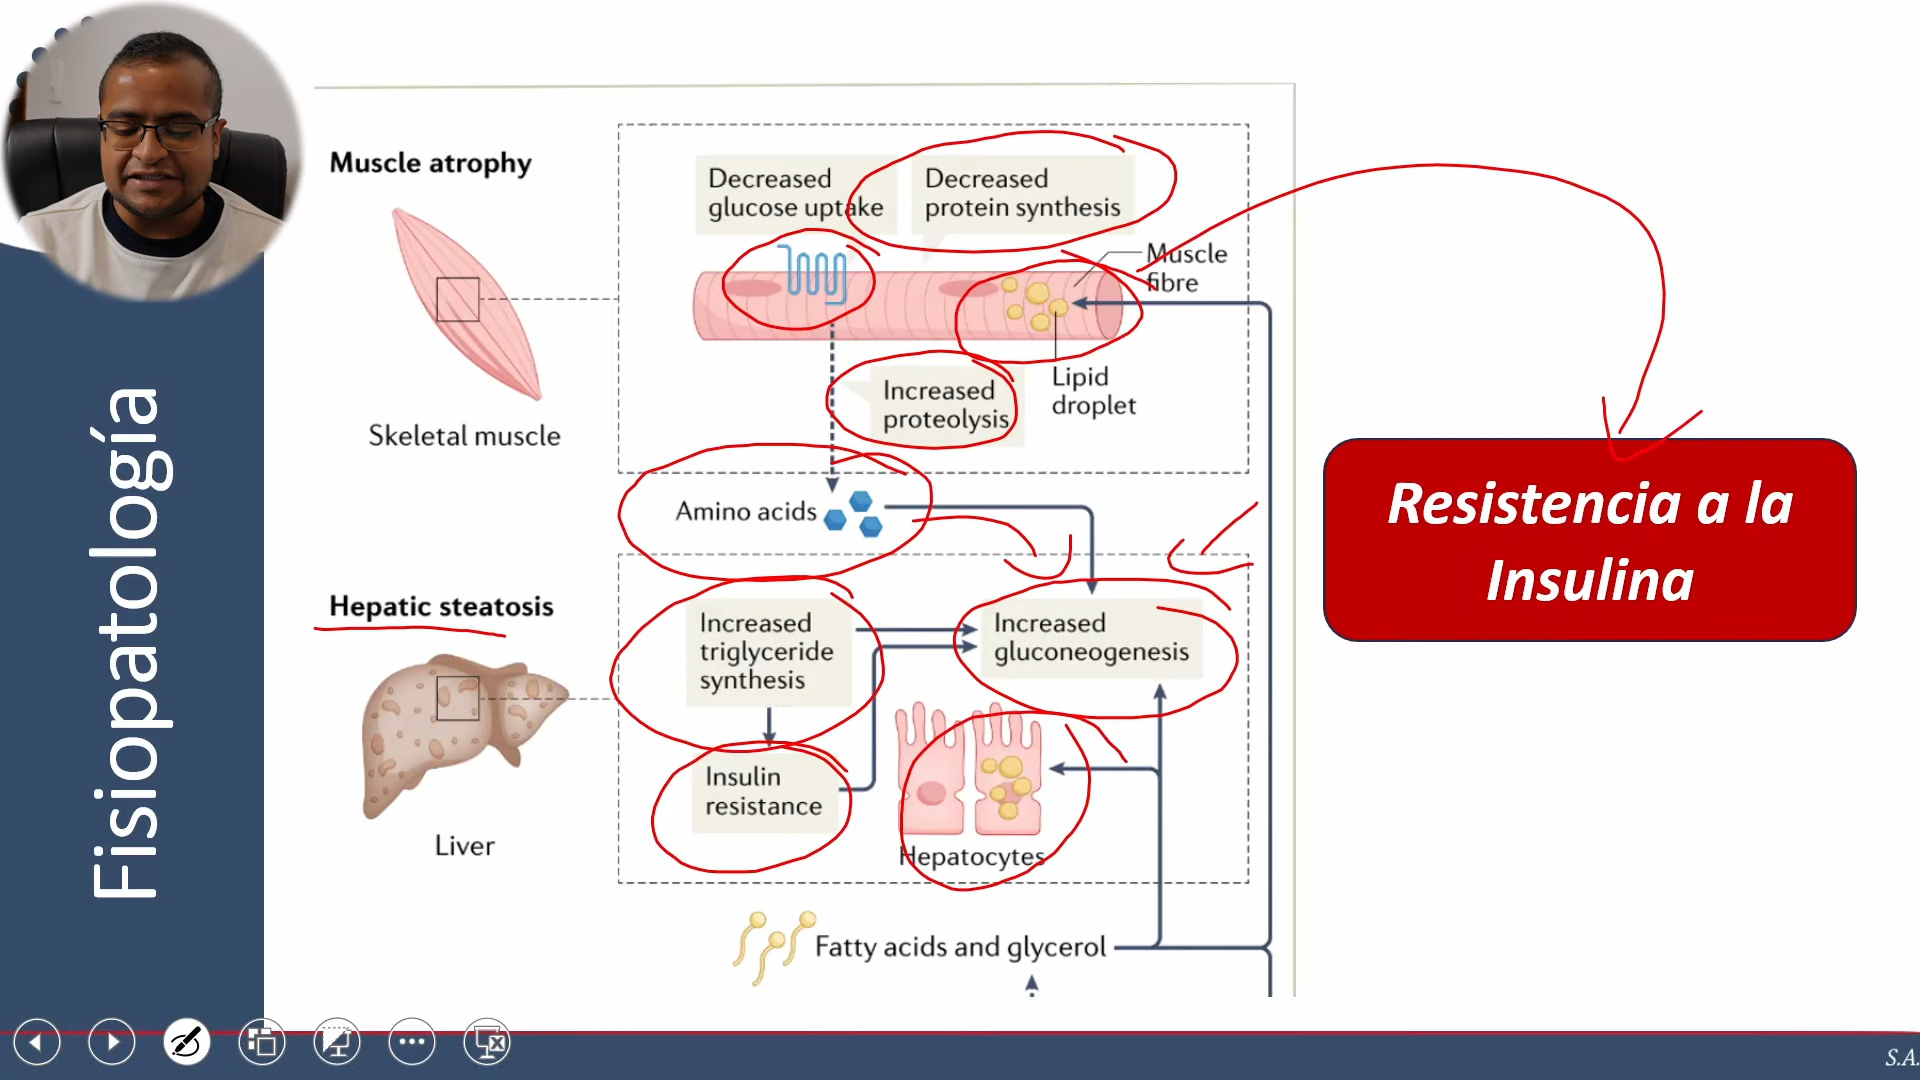 Fisiopatología
Muscle atrophy
Decreased
glucose uptake
Decreased
protein synthesis
Muscle
fibre
Lipid
droplet
Increased
proteolysis
Skeletal muscle
Amino acids
Resistencia a la
Insulina
Hepatic steatosis
Increased
triglyceride
synthesis
Increased
gluconeogenesis
Insulin
resistance
Hepatocytes
Liver
Fatty acids and glycerol
S.A.